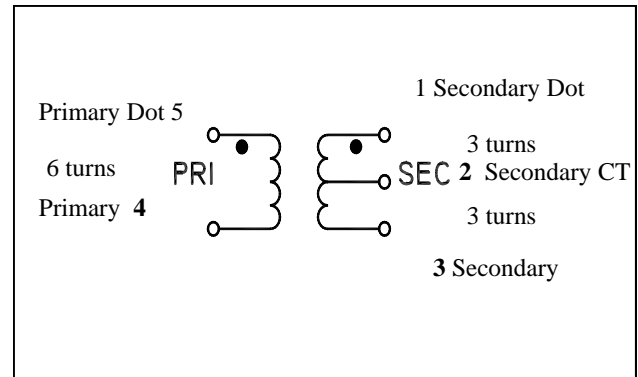 1 Secondary Dot
Primary Dot 5
3 turns
6 turns
PRI
SEC 2 Secondary CT
Primary 4
3 turns
3 Secondary